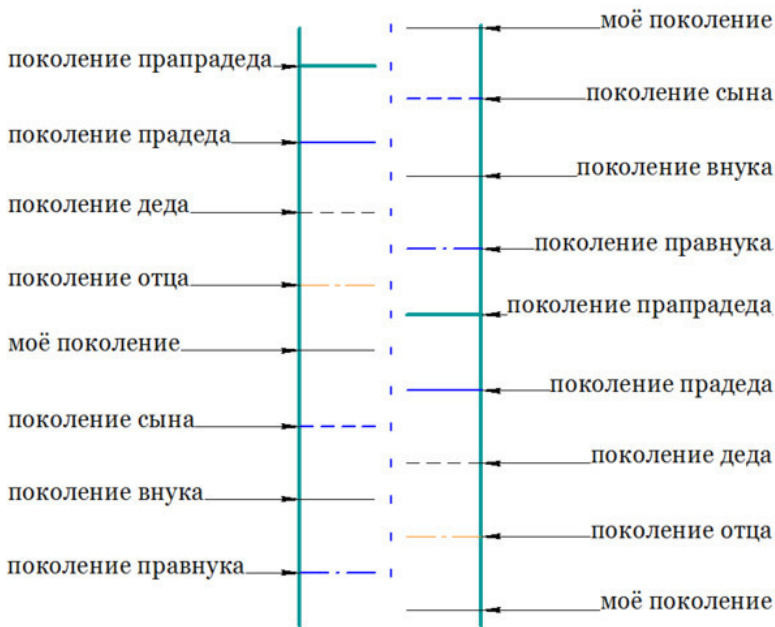 поколение прапрадеда
поколение прадеда
поколение деда
поколение отца
моё поколение
поколение сына
поколение внука
поколение правнука
моё поколение
поколение сына
поколение внука
поколение правнука
поколение прапрадеда
поколение прадеда
поколение деда
поколение отца
моё поколение